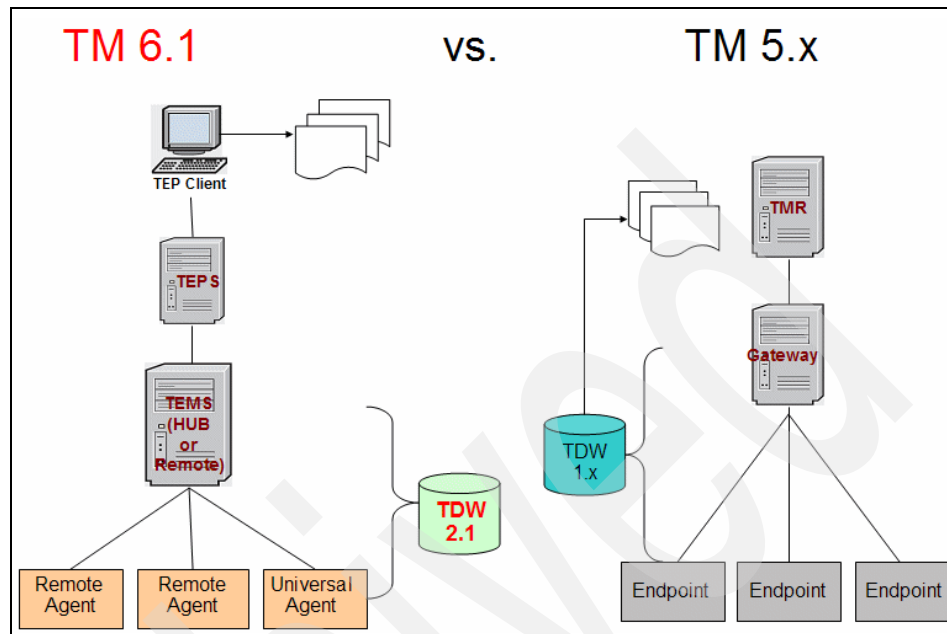 TM 6.1 vs. TM 5.x
TEP Client
TEPS
TEMS
(HUB
or
Remote)
TDW
2.1
Remote
Agent
Remote
Agent
Universal
Agent
TMR
Gateway
TDW
1.x
Endpoint
Endpoint
Endpoint